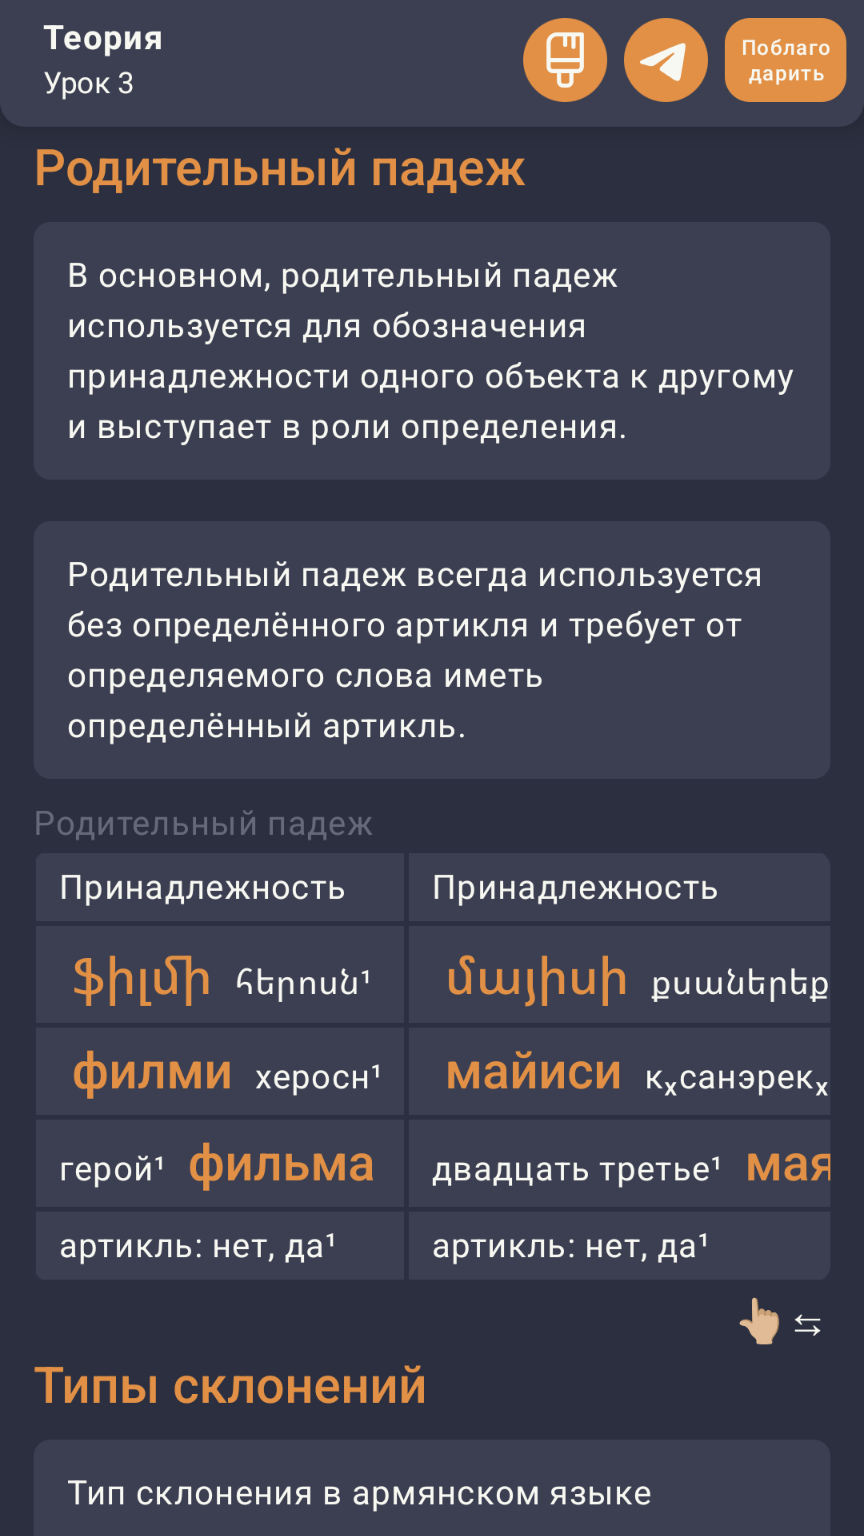 Теория
Урок 3
Поблаго
дарить
Родительный падеж
В основном, родительный падеж
используется для обозначения
принадлежности одного объекта к другому
и выступает в роли определения.
Родительный падеж всегда используется
без определённого артикля и требует от
определяемого слова иметь
определённый артикль.
Родительный падеж
Принадлежность Принадлежность
ֆիլմի հերոսն¹ մայիսի քսաներեք
филми херосн¹ майиси кₓсанэрекₓ
герой¹ фильма двадцать третье¹ мая
артикль: нет, да¹ артикль: нет, да¹
Типы склонений
Тип склонения в армянском языке